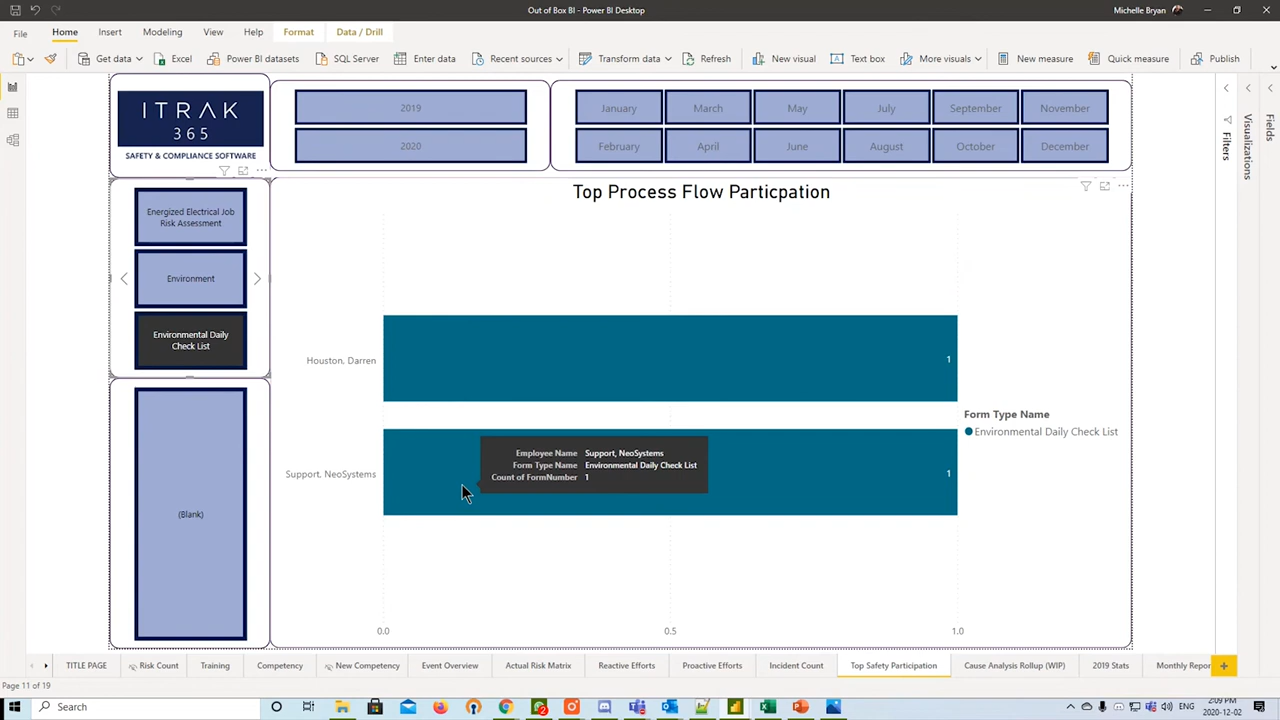 Out of Box BI - Power BI Desktop
Michelle Bryan
File Home Insert Modeling View Help Format Data / Drill
Get data Excel Power BI datasets SQL Server Enter data Recent sources Transform data Refresh New visual Text box More visuals New measure Quick measure Publish
ITRAK
365
SAFETY & COMPLIANCE SOFTWARE
2019
2020
January March May July September November
February April June August October December
Filters
Visualizations
Fields
Energized Electrical Job
Risk Assessment
Environment
Environmental Daily
Check List
(Blank)
Top Process Flow Particpation
Houston, Darren
1
Support, NeoSystems
1
Employee Name Support, NeoSystems
Form Type Name Environmental Daily Check List
Count of FormNumber 1
Form Type Name
Environmental Daily Check List
0.0 0.5 1.0
TITLE PAGE Risk Count Training Competency New Competency Event Overview Actual Risk Matrix Reactive Efforts Proactive Efforts Incident Count Top Safety Participation Cause Analysis Rollup (WIP) 2019 Stats Monthly Repor
Page 11 of 19
Search
ENG
2:09 PM
2020-12-02